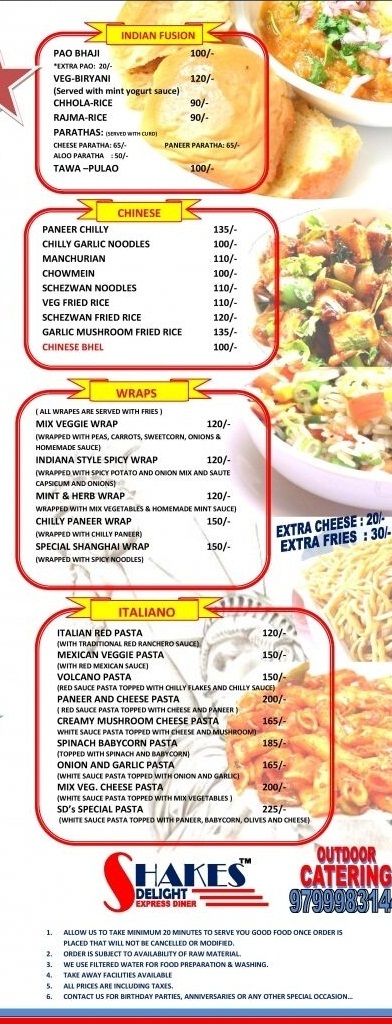 INDIAN FUSION
PAO BHAJI 100/-
*EXTRA PAO: 20/-
VEG-BIRYANI 120/-
(Served with mint yogurt sauce)
CHHOLA-RICE 90/-
RAJMA-RICE 90/-
PARATHAS: (SERVED WITH CURD)
CHEESE PARATHA: 65/- PANEER PARATHA: 65/-
ALOO PARATHA : 50/-
TAWA –PULAO 100/-
CHINESE
PANEER CHILLY 135/-
CHILLY GARLIC NOODLES 100/-
MANCHURIAN 110/-
CHOWMEIN 100/-
SCHEZWAN NOODLES 110/-
VEG FRIED RICE 110/-
SCHEZWAN FRIED RICE 120/-
GARLIC MUSHROOM FRIED RICE 135/-
CHINESE BHEL 100/-
WRAPS
( ALL WRAPES ARE SERVED WITH FRIES )
MIX VEGGIE WRAP 120/-
(WRAPPED WITH PEAS, CARROTS, SWEETCORN, ONIONS &
HOMEMADE SAUCE)
INDIANA STYLE SPICY WRAP 120/-
(WRAPPED WITH SPICY POTATO AND ONION MIX AND SAUTE
CAPSICUM AND ONIONS)
MINT & HERB WRAP 120/-
WRAPPED WITH MIX VEGETABLES & HOMEMADE MINT SAUCE)
CHILLY PANEER WRAP 150/-
(WRAPPED WITH CHILLY PANEER)
SPECIAL SHANGHAI WRAP 150/-
(WRAPPED WITH SPICY NOODLES)
EXTRA CHEESE : 20/-
EXTRA FRIES : 30/-
ITALIANO
ITALIAN RED PASTA 120/-
(WITH TRADITIONAL RED RANCHERO SAUCE)
MEXICAN VEGGIE PASTA 150/-
(WITH RED MEXICAN SAUCE)
VOLCANO PASTA 150/-
(RED SAUCE PASTA TOPPED WITH CHILLY FLAKES AND CHILLY SAUCE)
PANEER AND CHEESE PASTA 200/-
( RED SAUCE PASTA TOPPED WITH CHEESE AND PANEER )
CREAMY MUSHROOM CHEESE PASTA 165/-
WHITE SAUCE PASTA TOPPED WITH CHEESE AND MUSHROOM)
SPINACH BABYCORN PASTA 185/-
(TOPPED WITH SPINACH AND BABYCORN)
ONION AND GARLIC PASTA 165/-
(WHITE SAUCE PASTA TOPPED WITH ONION AND GARLIC)
MIX VEG. CHEESE PASTA 200/-
(WHITE SAUCE PASTA TOPPED WITH MIX VEGETABLES )
SD's SPECIAL PASTA 225/-
(WHITE SAUCE PASTA TOPPED WITH PANEER, BABYCORN, OLIVES AND CHEESE)
SHAKES™
DELIGHT
EXPRESS DINER
OUTDOOR
CATERING
979998314
1. ALLOW US TO TAKE MINIMUM 20 MINUTES TO SERVE YOU GOOD FOOD ONCE ORDER IS
PLACED THAT WILL NOT BE CANCELLED OR MODIFIED.
2. ORDER IS SUBJECT TO AVAILABILITY OF RAW MATERIAL.
3. WE USE FILTERED WATER FOR FOOD PREPARATION & WASHING.
4. TAKE AWAY FACILITIES AVAILABLE
5. ALL PRICES ARE INCLUDING TAXES.
6. CONTACT US FOR BIRTHDAY PARTIES, ANNIVERSARIES OR ANY OTHER SPECIAL OCCASION...